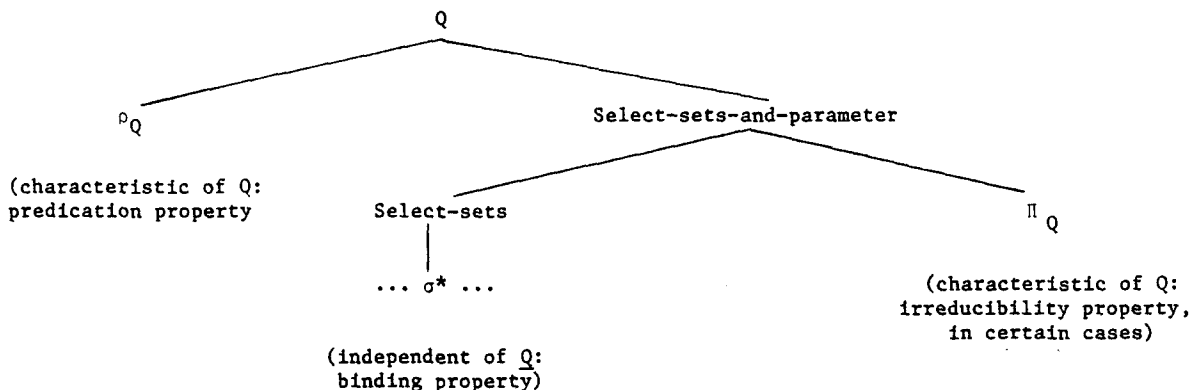 Q
ρQ
Select-sets-and-parameter
(characteristic of Q:
predication property
Select-sets
ΠQ
... σ* ...
(characteristic of Q:
irreducibility property,
in certain cases)
(independent of Q:
binding property)